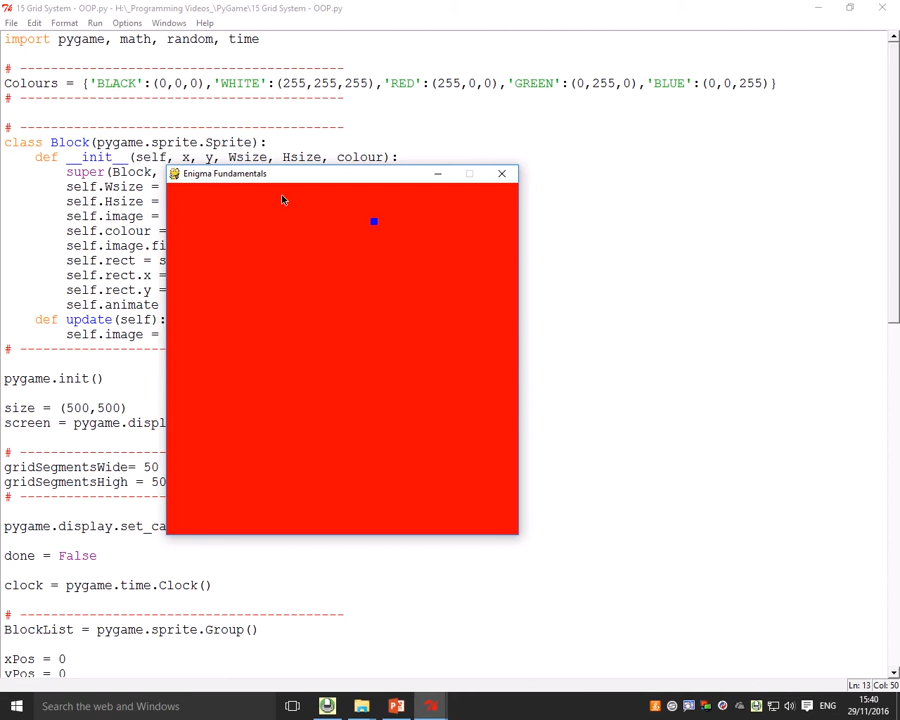 15 Grid System - OOP.py - H:\_Programming Videos_\PyGame\15 Grid System - OOP.py
File Edit Format Run Options Windows Help
import pygame, math, random, time
# ------------------------------------------
Colours = {'BLACK':(0,0,0),'WHITE':(255,255,255),'RED':(255,0,0),'GREEN':(0,255,0),'BLUE':(0,0,255)}
# ------------------------------------------
# ------------------------------------------
class Block(pygame.sprite.Sprite):
def __init__(self, x, y, Wsize, Hsize, colour):
super(Block,
self.Wsize =
self.Hsize =
self.image =
self.colour =
self.image.fi
self.rect = s
self.rect.x =
self.rect.y =
self.animate
def update(self):
self.image =
# ------------------
Enigma Fundamentals
pygame.init()
size = (500,500)
screen = pygame.displ
# ------------------
gridSegmentsWide= 50
gridSegmentsHigh = 50
# ------------------
pygame.display.set_ca
done = False
clock = pygame.time.Clock()
# ------------------------------------------
BlockList = pygame.sprite.Group()
xPos = 0
yPos = 0
Ln: 13 Col: 50
Search the web and Windows
ENG
15:40
29/11/2016